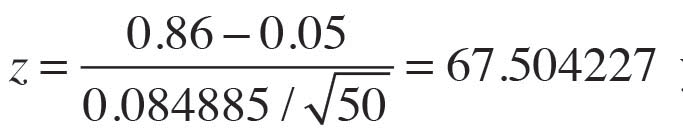 z = (0.86 − 0.05) / (0.084885 / √50) = 67.504227